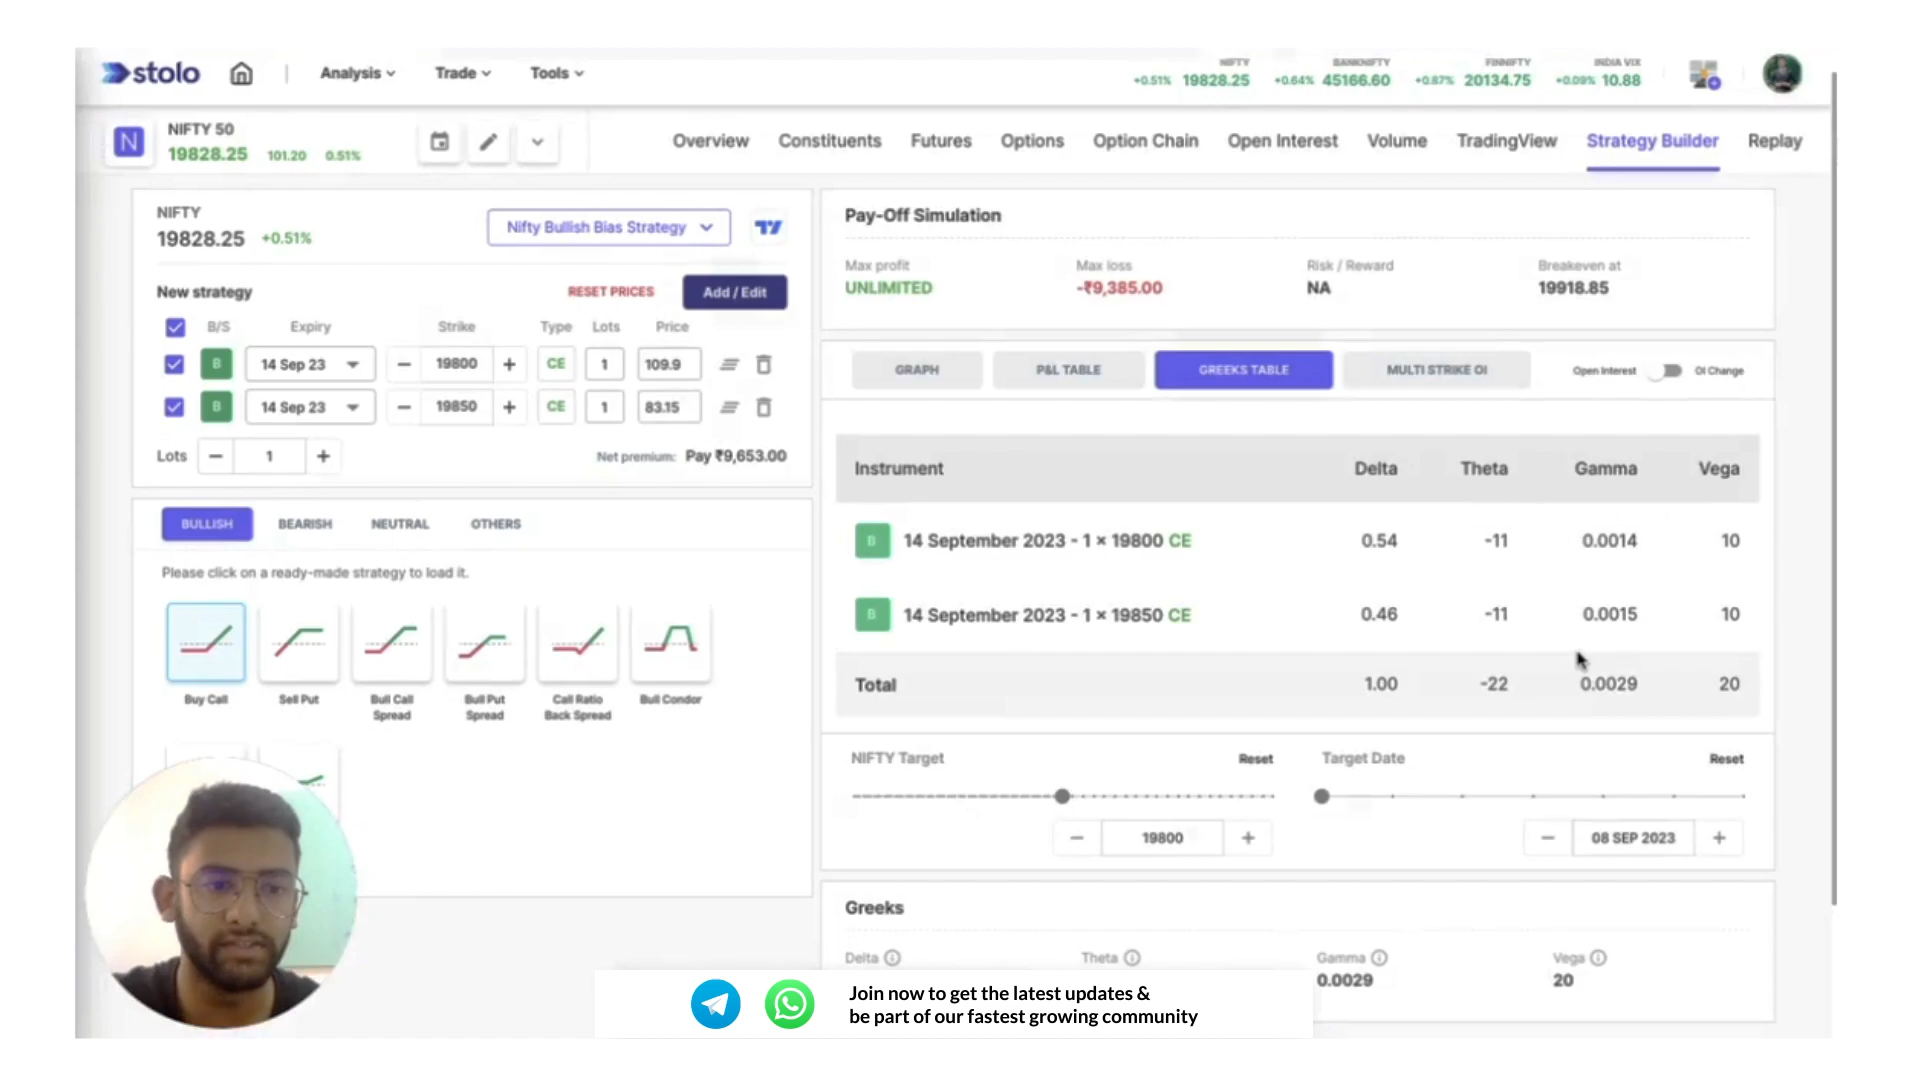 stolo
Analysis
Trade
Tools
NIFTY
+0.51% 19828.25
BANKNIFTY
+0.64% 45166.60
FINNIFTY
+0.87% 20134.75
INDIA VIX
+0.09% 10.88
N
NIFTY 50
19828.25 101.20 0.51%
Overview
Constituents
Futures
Options
Option Chain
Open Interest
Volume
TradingView
Strategy Builder
Replay
NIFTY
19828.25 +0.51%
Nifty Bullish Bias Strategy
New strategy
RESET PRICES
Add / Edit
B/S Expiry Strike Type Lots Price
B 14 Sep 23 − 19800 + CE 1 109.9
B 14 Sep 23 − 19850 + CE 1 83.15
Lots − 1 +
Net premium: Pay ₹9,653.00
BULLISH BEARISH NEUTRAL OTHERS
Please click on a ready-made strategy to load it.
Buy Call
Sell Put
Bull Call
Spread
Bull Put
Spread
Call Ratio
Back Spread
Bull Condor
Pay-Off Simulation
Max profit
UNLIMITED
Max loss
-₹9,385.00
Risk / Reward
NA
Breakeven at
19918.85
GRAPH
P&L TABLE
GREEKS TABLE
MULTI STRIKE OI
Open Interest
OI Change
Instrument Delta Theta Gamma Vega
B 14 September 2023 - 1 × 19800 CE 0.54 -11 0.0014 10
B 14 September 2023 - 1 × 19850 CE 0.46 -11 0.0015 10
Total 1.00 -22 0.0029 20
NIFTY Target Reset
− 19800 +
Target Date Reset
− 08 SEP 2023 +
Greeks
Delta
Theta
Gamma
0.0029
Vega
20
Join now to get the latest updates &
be part of our fastest growing community